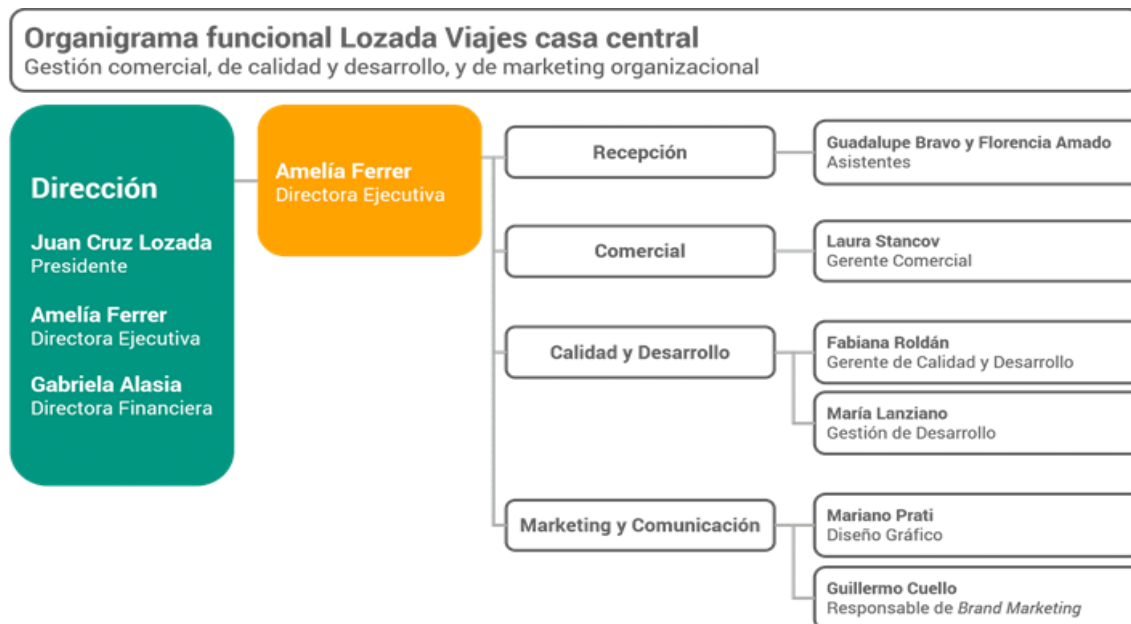 Organigrama funcional Lozada Viajes casa central
Gestión comercial, de calidad y desarrollo, y de marketing organizacional
Dirección
Juan Cruz Lozada
Presidente
Amelía Ferrer
Directora Ejecutiva
Gabriela Alasia
Directora Financiera
Amelía Ferrer
Directora Ejecutiva
Recepción
Guadalupe Bravo y Florencia Amado
Asistentes
Comercial
Laura Stancov
Gerente Comercial
Calidad y Desarrollo
Fabiana Roldán
Gerente de Calidad y Desarrollo
María Lanziano
Gestión de Desarrollo
Marketing y Comunicación
Mariano Prati
Diseño Gráfico
Guillermo Cuello
Responsable de Brand Marketing